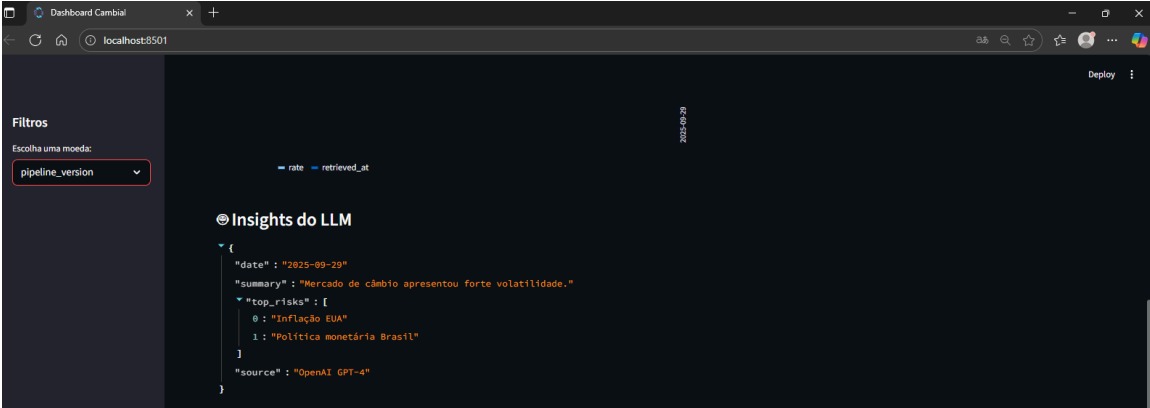 Dashboard Cambial
localhost:8501
Deploy
Filtros
Escolha uma moeda:
pipeline_version
2025-09-29
rate retrieved_at
Insights do LLM
{
"date" : "2025-09-29"
"summary" : "Mercado de câmbio apresentou forte volatilidade."
"top_risks" : [
0 : "Inflação EUA"
1 : "Política monetária Brasil"
]
"source" : "OpenAI GPT-4"
}